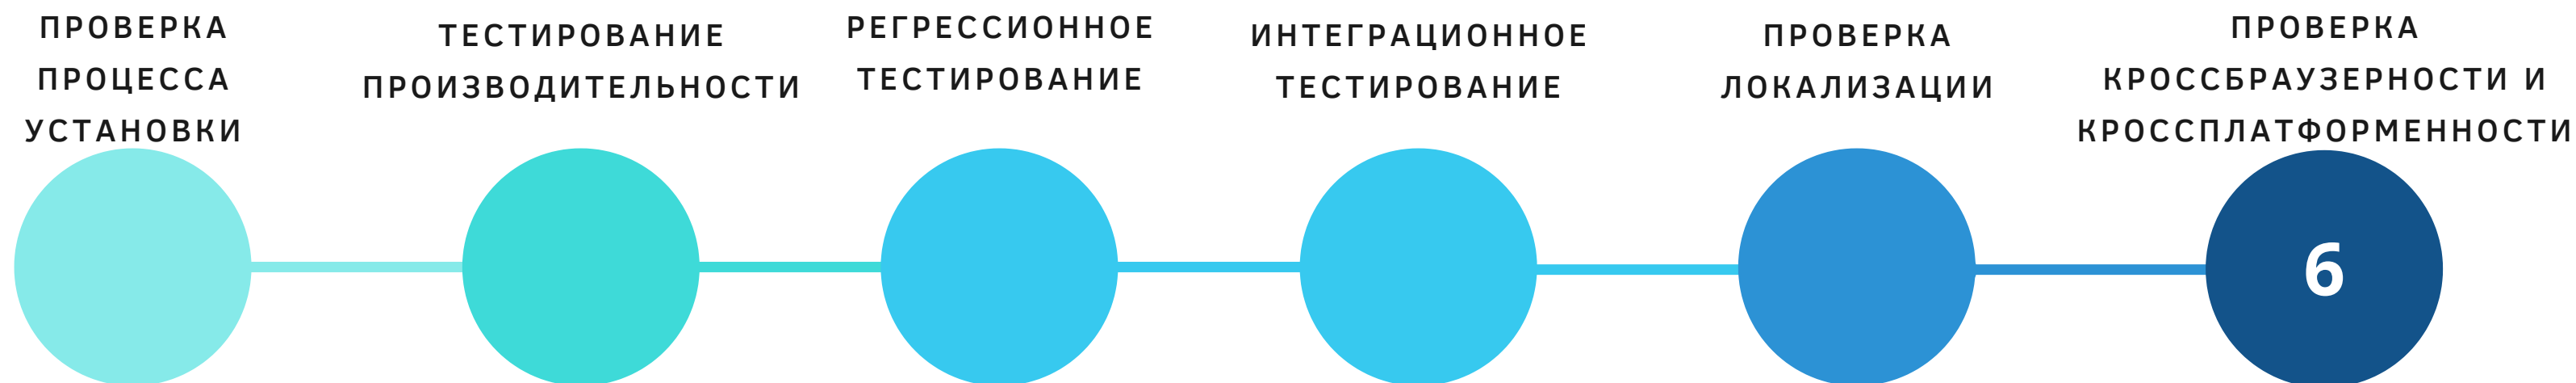 ПРОВЕРКА
ПРОЦЕССА
УСТАНОВКИ
ТЕСТИРОВАНИЕ
ПРОИЗВОДИТЕЛЬНОСТИ
РЕГРЕССИОННОЕ
ТЕСТИРОВАНИЕ
ИНТЕГРАЦИОННОЕ
ТЕСТИРОВАНИЕ
ПРОВЕРКА
ЛОКАЛИЗАЦИИ
ПРОВЕРКА
КРОССБРАУЗЕРНОСТИ И
КРОССПЛАТФОРМЕННОСТИ
6